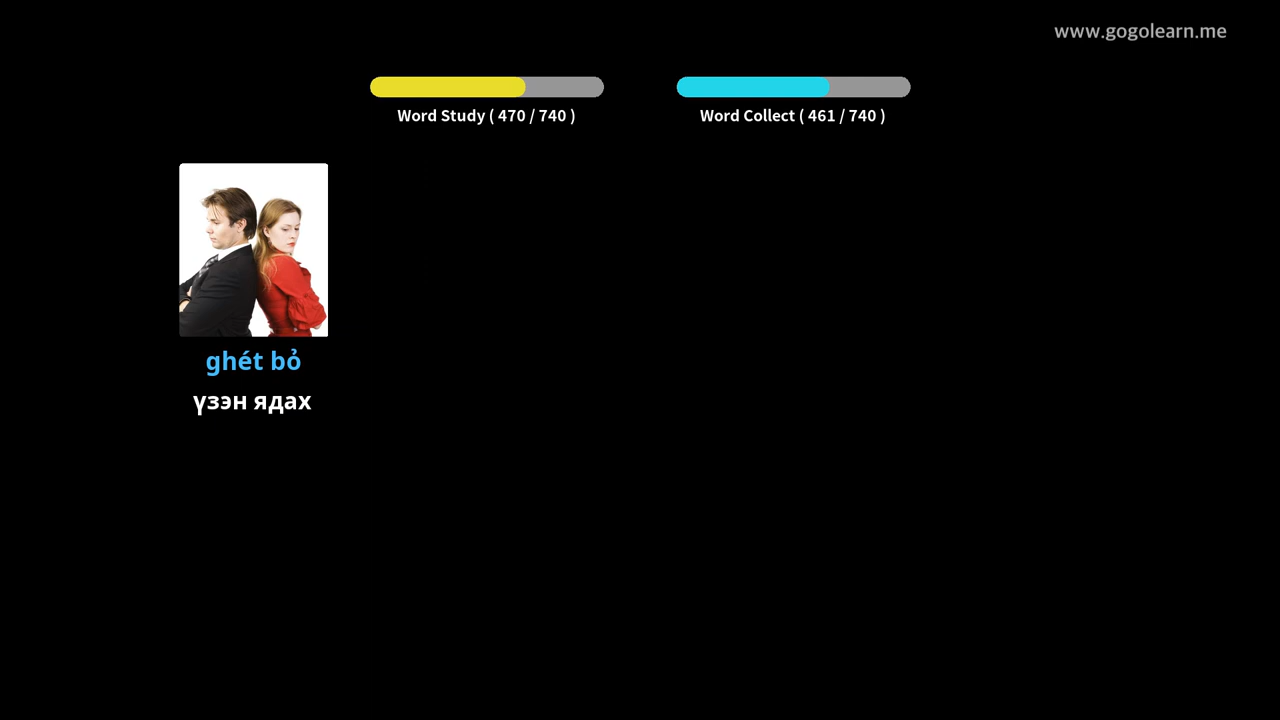 www.gogolearn.me
Word Study ( 470 / 740 )
Word Collect ( 461 / 740 )
ghét bỏ
үзэн ядах